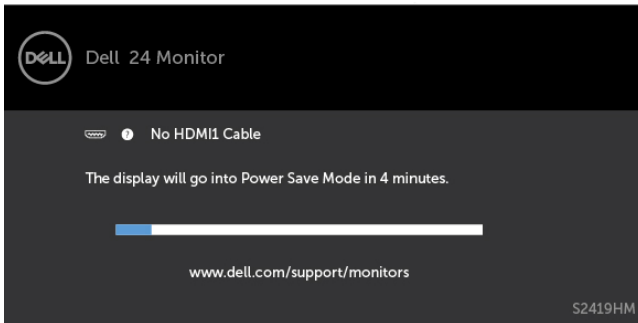 DELL
Dell 24 Monitor
? No HDMI1 Cable
The display will go into Power Save Mode in 4 minutes.
www.dell.com/support/monitors
S2419HM